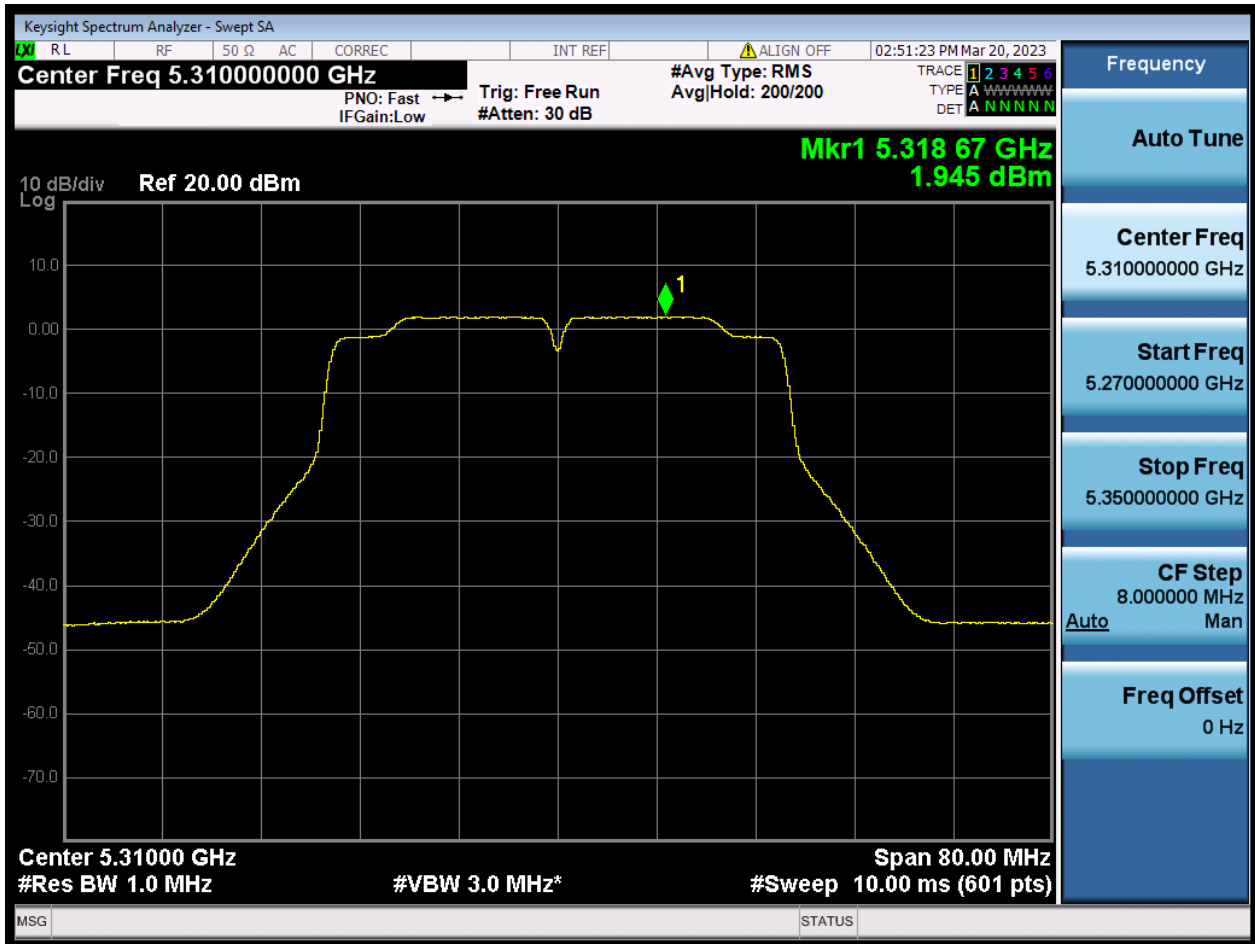 Keysight Spectrum Analyzer - Swept SA
LXI RL RF 50 Ω AC CORREC INT REF ALIGN OFF 02:51:23 PM Mar 20, 2023
Center Freq 5.310000000 GHz
PNO: Fast
IFGain:Low
Trig: Free Run
#Atten: 30 dB
#Avg Type: RMS
Avg|Hold: 200/200
TRACE 1 2 3 4 5 6
TYPE A WWWWW
DET A N N N N N
Mkr1 5.318 67 GHz
1.945 dBm
10 dB/div Ref 20.00 dBm
Log
10.0
0.00
-10.0
-20.0
-30.0
-40.0
-50.0
-60.0
-70.0
1
Center 5.31000 GHz Span 80.00 MHz
#Res BW 1.0 MHz #VBW 3.0 MHz* #Sweep 10.00 ms (601 pts)
MSG STATUS
Frequency
Auto Tune
Center Freq
5.310000000 GHz
Start Freq
5.270000000 GHz
Stop Freq
5.350000000 GHz
CF Step
8.000000 MHz
Auto Man
Freq Offset
0 Hz